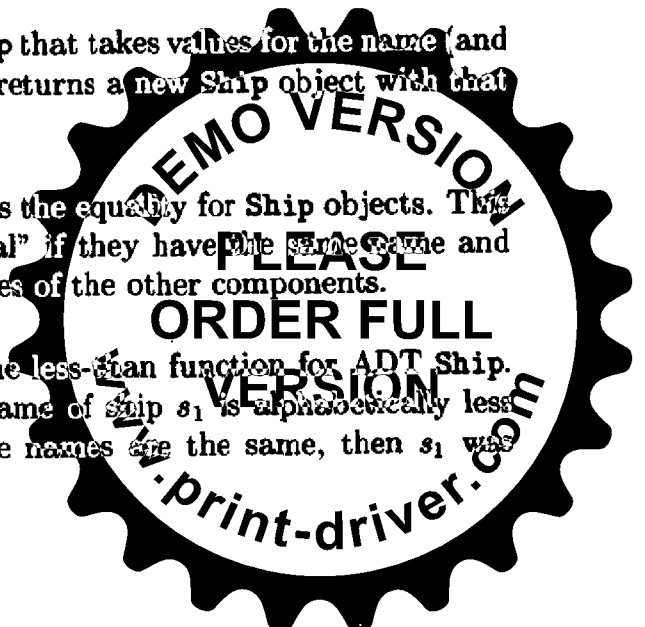 p that takes values for the name (and
returns a new Ship object with that
DEMO VERSION
s the equality for Ship objects. This
al” if they have the same name and
PLEASE
es of the other components.
ORDER FULL
e less-than function for ADT Ship.
VERSION
ame of ship s₁ is alphabetically less
e names are the same, then s₁ was
www.print-driver.com